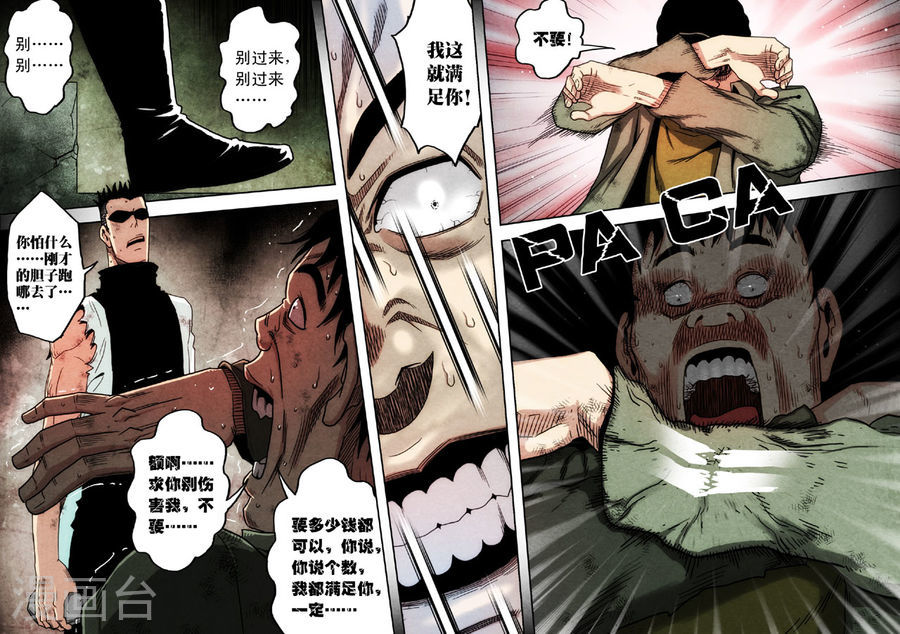 别……
别……
别过来，
别过来
……
你怕什么
……刚才
的胆子跑
哪去了……
……
额啊……
求你别伤
害我，不
要……
要多少钱都
可以，你说，
你说个数，
我都满足你，
一定……
我这
就满
足你！
不要！
PA CA
漫画台